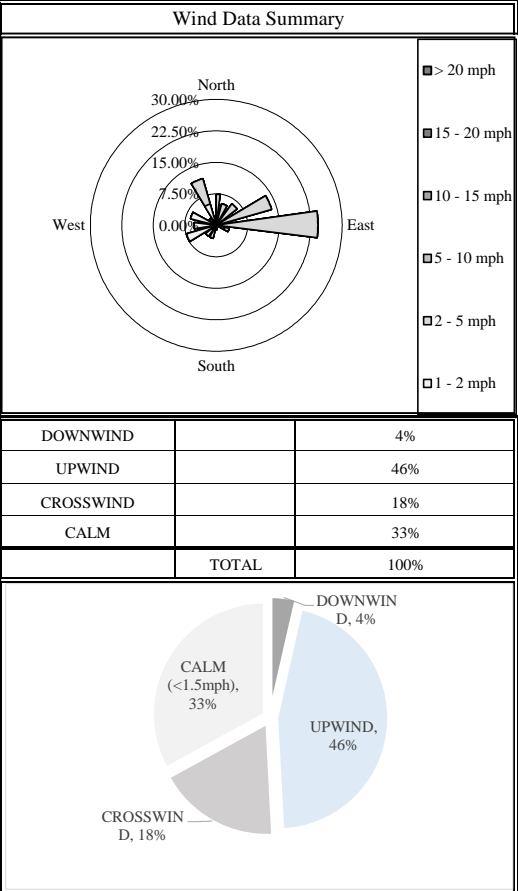 Wind Data Summary
North
30.00%
22.50%
15.00%
7.50%
0.00%
West
East
South
> 20 mph
15 - 20 mph
10 - 15 mph
5 - 10 mph
2 - 5 mph
1 - 2 mph
DOWNWIND 4%
UPWIND 46%
CROSSWIND 18%
CALM 33%
TOTAL 100%
DOWNWIN
D, 4%
CALM
(<1.5mph),
33%
UPWIND,
46%
CROSSWIN
D, 18%